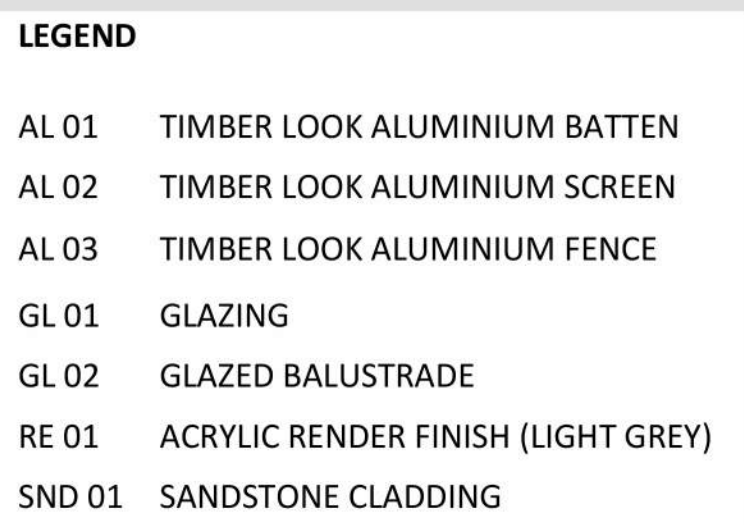 LEGEND
AL 01 TIMBER LOOK ALUMINIUM BATTEN
AL 02 TIMBER LOOK ALUMINIUM SCREEN
AL 03 TIMBER LOOK ALUMINIUM FENCE
GL 01 GLAZING
GL 02 GLAZED BALUSTRADE
RE 01 ACRYLIC RENDER FINISH (LIGHT GREY)
SND 01 SANDSTONE CLADDING